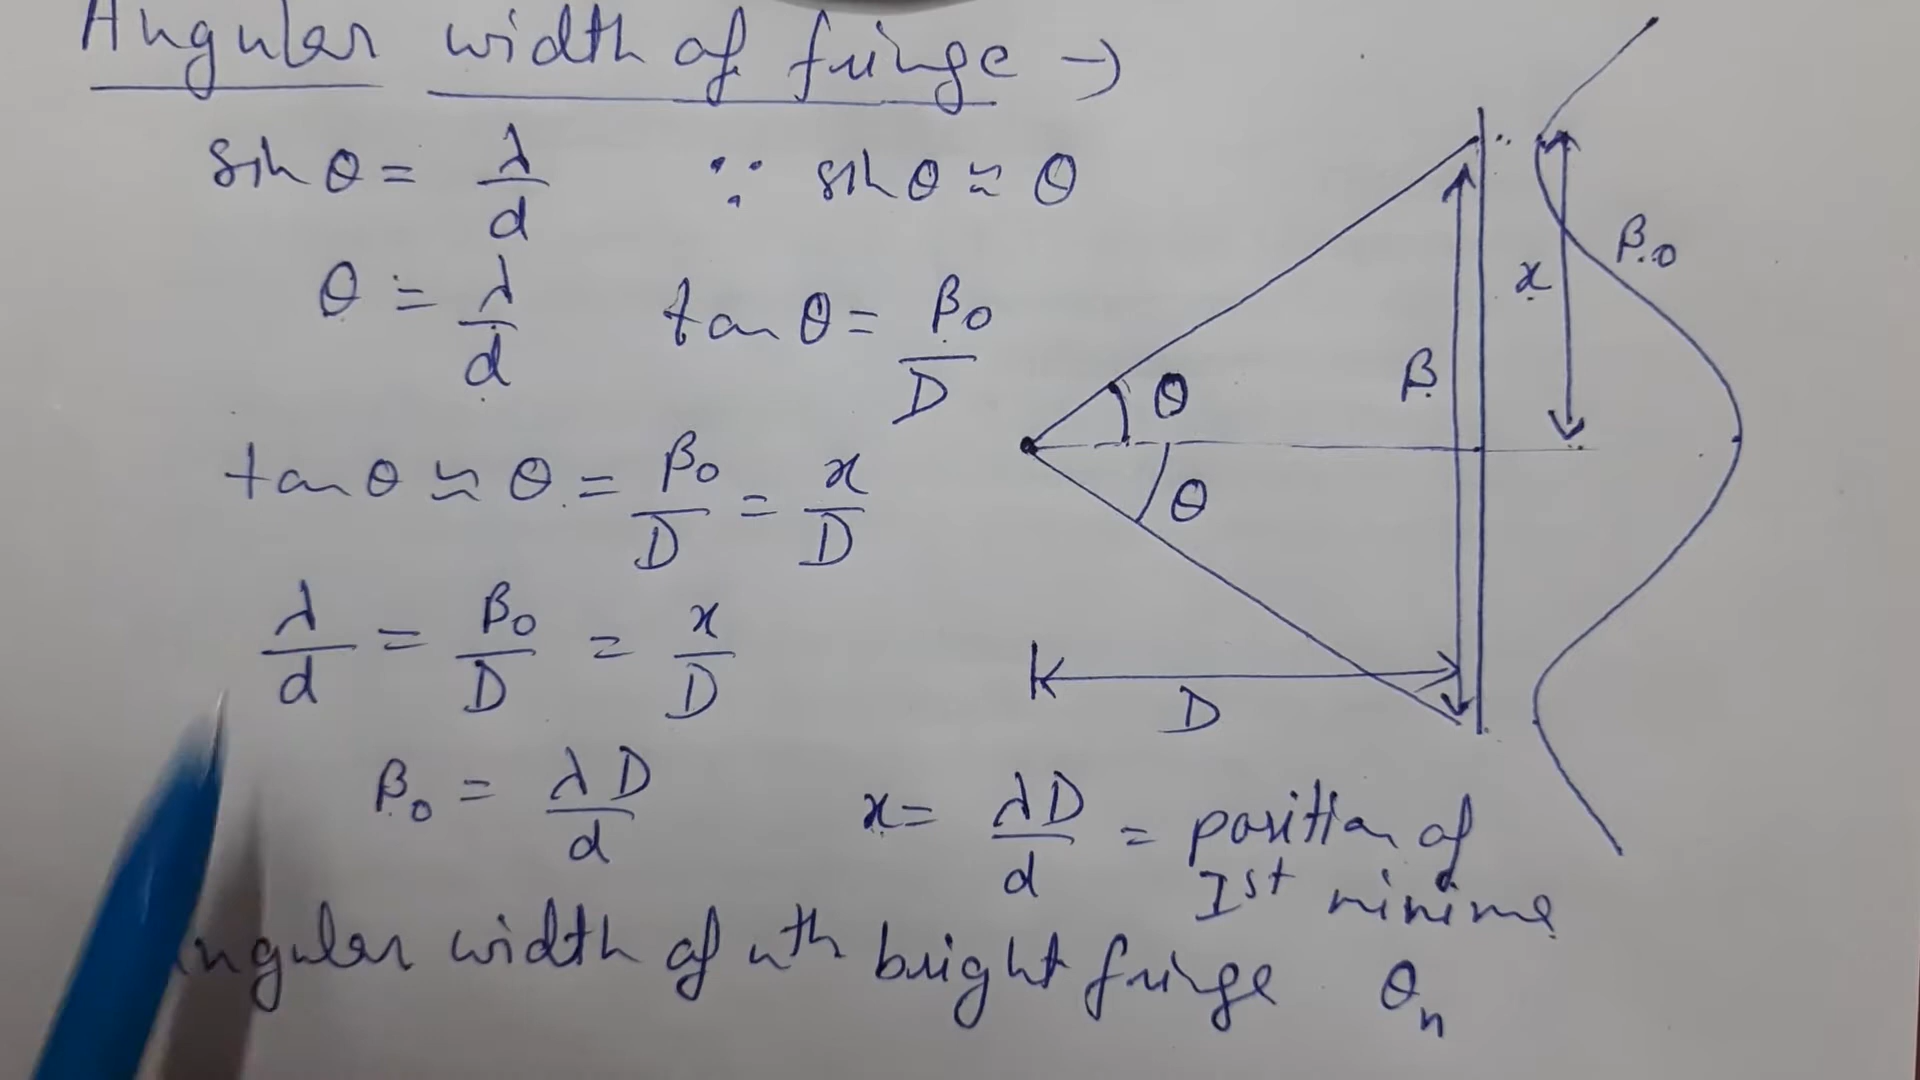 Angular width of fringe →
sin θ = λ/d ∵ sin θ ≈ θ
θ = λ/d tan θ = β₀/D
tan θ ≈ θ = β₀/D = x/D
λ/d = β₀/D = x/D
β₀ = λD/d x = λD/d = position of
Ist minima
Angular width of nth bright fringe θₙ
β₀
x
β
θ
θ
D